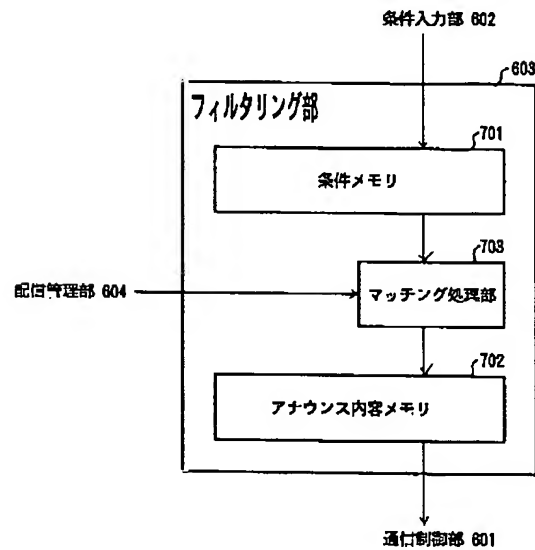 条件入力部 602
603
フィルタリング部
701
条件メモリ
703
配信管理部 604
マッチング処理部
702
アナウンス内容メモリ
通信制御部 601